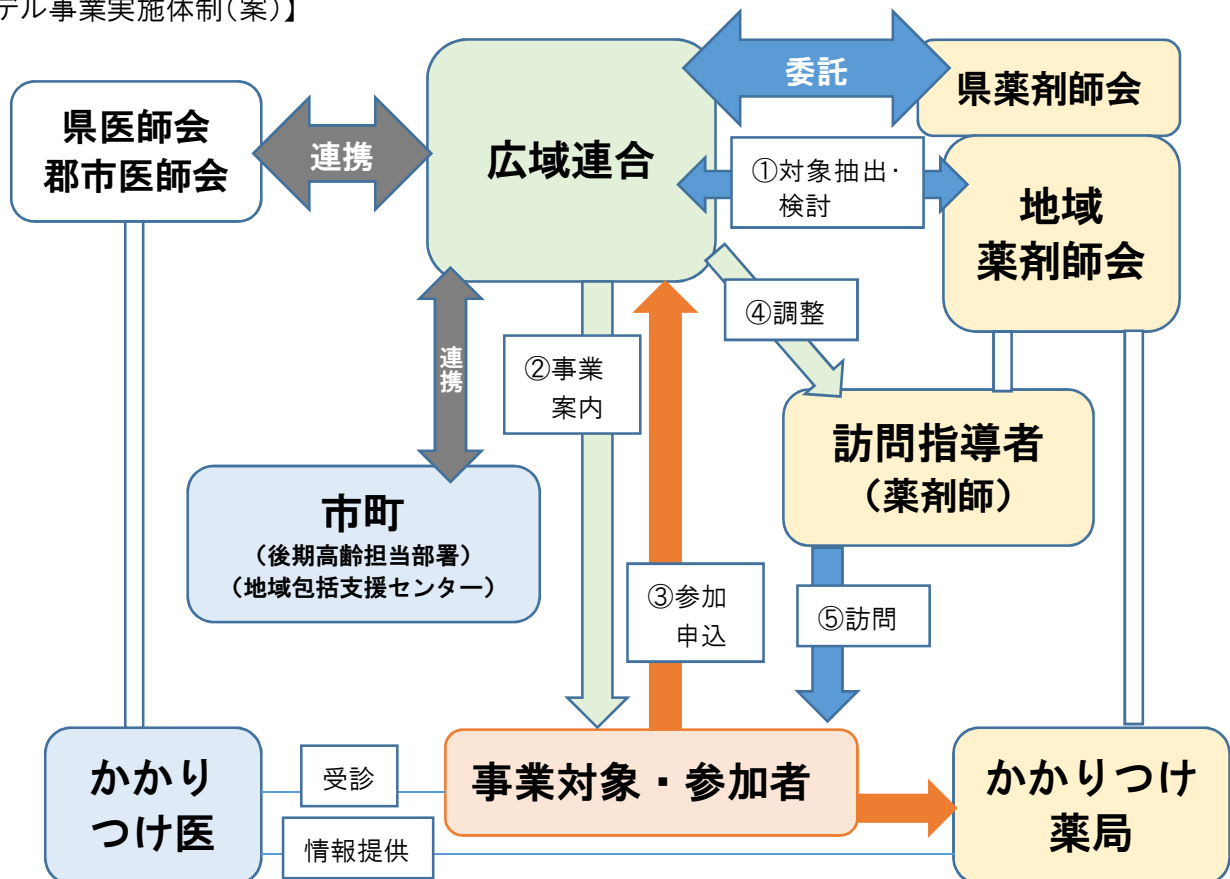 デル事業実施体制(案)】
県医師会
郡市医師会
連携
広域連合
委託
県薬剤師会
①対象抽出・
検討
地域
薬剤師会
④調整
連携
②事業
案内
訪問指導者
(薬剤師)
市町
(後期高齢担当部署)
(地域包括支援センター)
③参加
申込
⑤訪問
かかり
つけ医
受診
事業対象・参加者
かかりつけ
薬局
情報提供